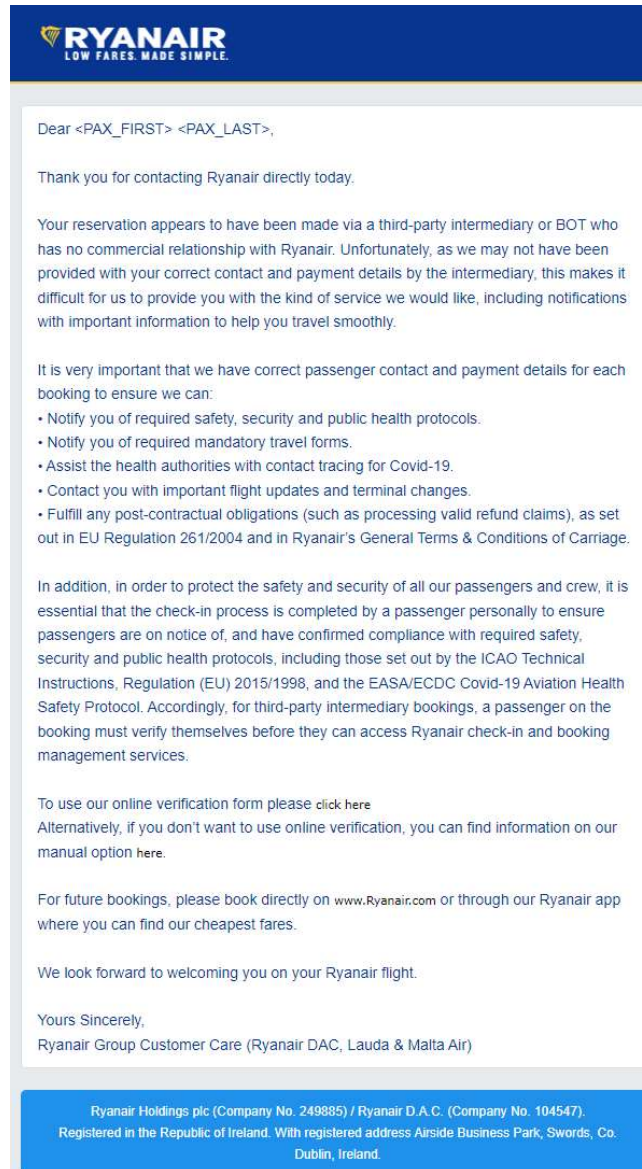 RYANAIR
LOW FARES. MADE SIMPLE.
Dear <PAX_FIRST> <PAX_LAST>,
Thank you for contacting Ryanair directly today.
Your reservation appears to have been made via a third-party intermediary or BOT who
has no commercial relationship with Ryanair. Unfortunately, as we may not have been
provided with your correct contact and payment details by the intermediary, this makes it
difficult for us to provide you with the kind of service we would like, including notifications
with important information to help you travel smoothly.
It is very important that we have correct passenger contact and payment details for each
booking to ensure we can:
• Notify you of required safety, security and public health protocols.
• Notify you of required mandatory travel forms.
• Assist the health authorities with contact tracing for Covid-19.
• Contact you with important flight updates and terminal changes.
• Fulfill any post-contractual obligations (such as processing valid refund claims), as set
out in EU Regulation 261/2004 and in Ryanair's General Terms & Conditions of Carriage.
In addition, in order to protect the safety and security of all our passengers and crew, it is
essential that the check-in process is completed by a passenger personally to ensure
passengers are on notice of, and have confirmed compliance with required safety,
security and public health protocols, including those set out by the ICAO Technical
Instructions, Regulation (EU) 2015/1998, and the EASA/ECDC Covid-19 Aviation Health
Safety Protocol. Accordingly, for third-party intermediary bookings, a passenger on the
booking must verify themselves before they can access Ryanair check-in and booking
management services.
To use our online verification form please click here
Alternatively, if you don't want to use online verification, you can find information on our
manual option here.
For future bookings, please book directly on www.Ryanair.com or through our Ryanair app
where you can find our cheapest fares.
We look forward to welcoming you on your Ryanair flight.
Yours Sincerely,
Ryanair Group Customer Care (Ryanair DAC, Lauda & Malta Air)
Ryanair Holdings plc (Company No. 249885) / Ryanair D.A.C. (Company No. 104547).
Registered in the Republic of Ireland. With registered address Airside Business Park, Swords, Co.
Dublin, Ireland.